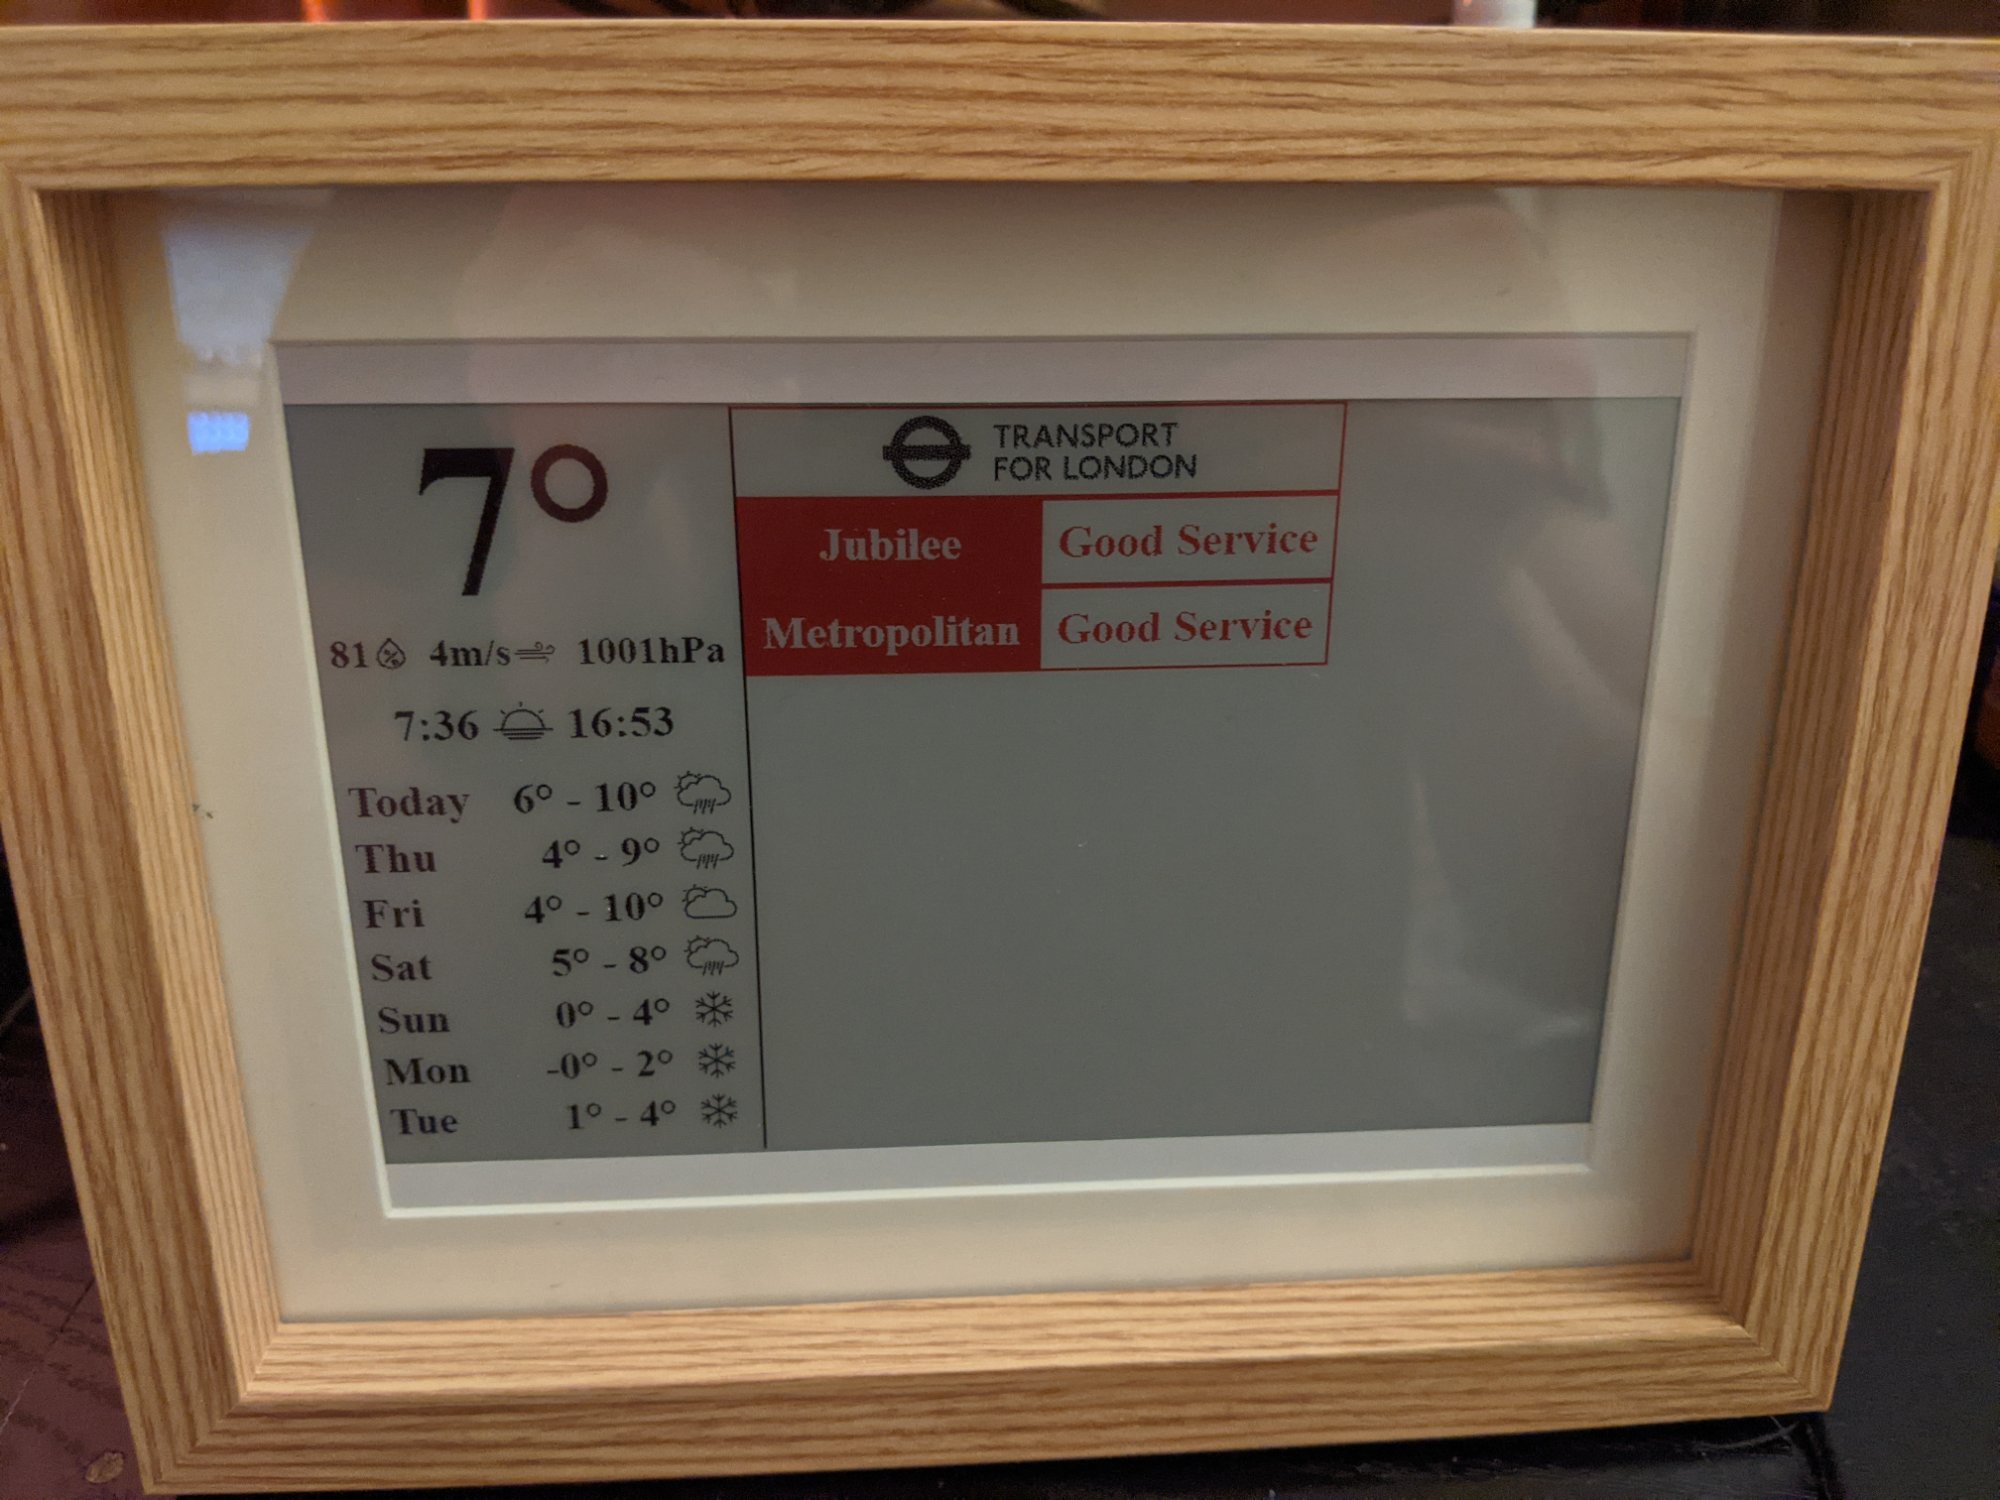 7°
81 4m/s 1001hPa
7:36 16:53
Today 6° - 10°
Thu 4° - 9°
Fri 4° - 10°
Sat 5° - 8°
Sun 0° - 4°
Mon -0° - 2°
Tue 1° - 4°
TRANSPORT
FOR LONDON
Jubilee Good Service
Metropolitan Good Service